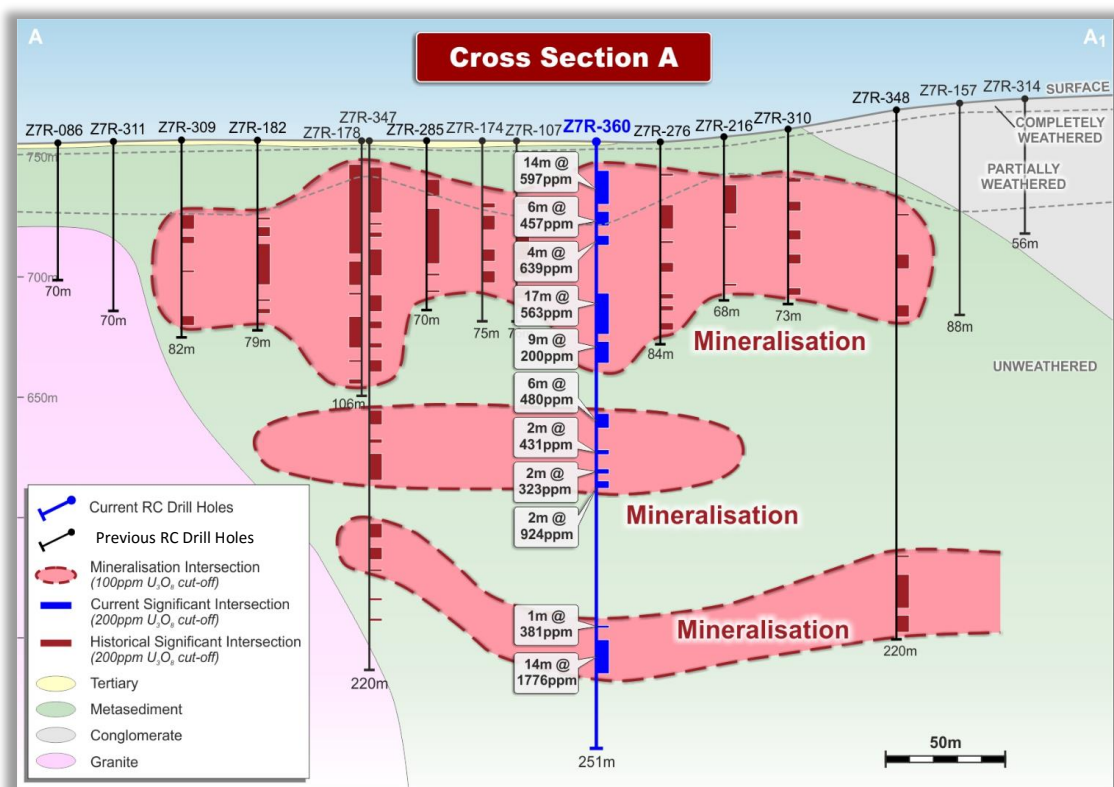 A
A₁
Cross Section A
Z7R-086
Z7R-311
Z7R-309
Z7R-182
Z7R-347
Z7R-178
Z7R-285
Z7R-174
Z7R-107
Z7R-360
Z7R-276
Z7R-216
Z7R-310
Z7R-348
Z7R-157
Z7R-314
SURFACE
COMPLETELY
WEATHERED
PARTIALLY
WEATHERED
UNWEATHERED
750m
700m
650m
70m
70m
82m
79m
106m
70m
75m
84m
68m
73m
88m
56m
220m
220m
251m
14m @
597ppm
6m @
457ppm
4m @
639ppm
17m @
563ppm
9m @
200ppm
6m @
480ppm
2m @
431ppm
2m @
323ppm
2m @
924ppm
1m @
381ppm
14m @
1776ppm
Mineralisation
Mineralisation
Mineralisation
Current RC Drill Holes
Previous RC Drill Holes
Mineralisation Intersection
(100ppm U₃O₈ cut-off)
Current Significant Intersection
(200ppm U₃O₈ cut-off)
Historical Significant Intersection
(200ppm U₃O₈ cut-off)
Tertiary
Metasediment
Conglomerate
Granite
50m